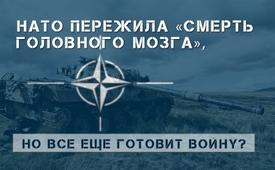 НАТО ПЕРЕЖИЛА «СМЕРТЬ
ГОЛОВНОГО МОЗГА»,
НО ВСЕ ЕЩЕ ГОТОВИТ ВОЙНУ?